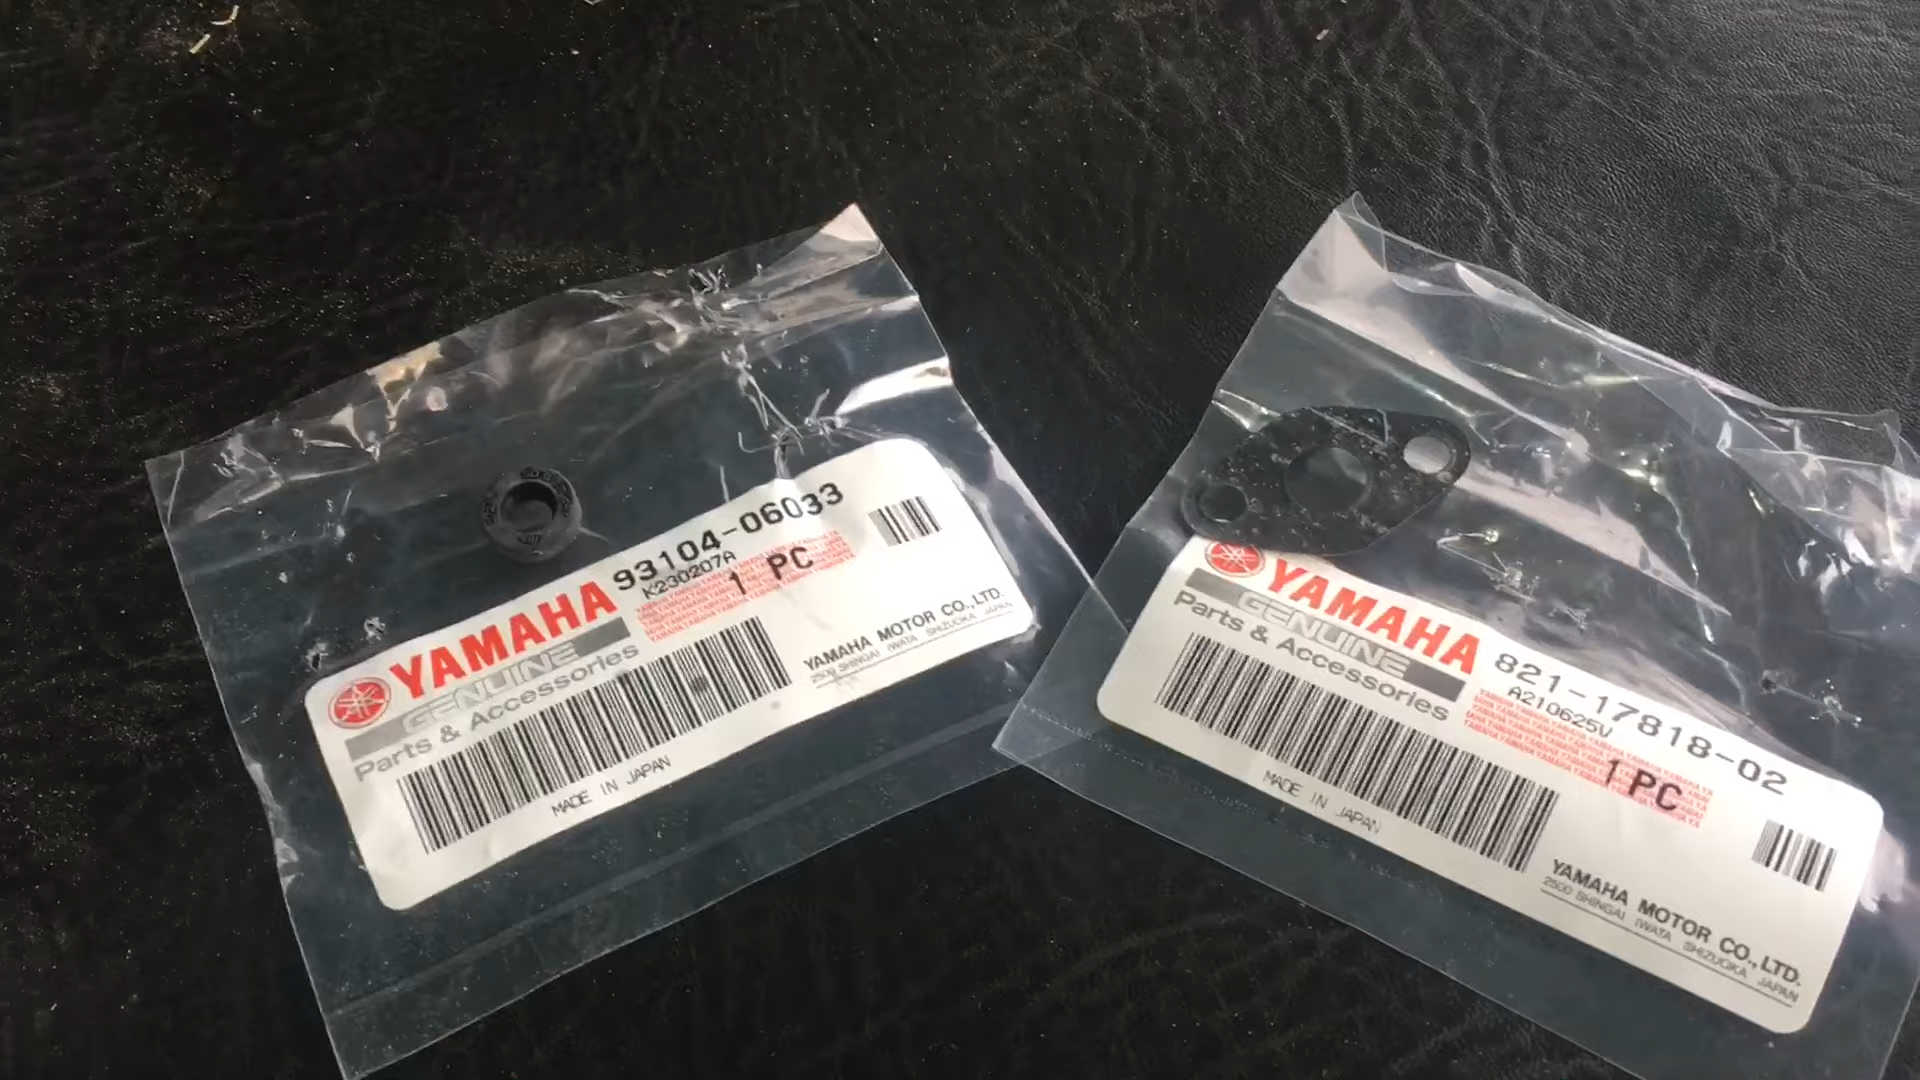 93104-06033
K230207A
1 PC
YAMAHA
GENUINE
Parts & Accessories
YAMAHA MOTOR CO., LTD.
2500 SHINGAI IWATA SHIZUOKA JAPAN
MADE IN JAPAN
YAMAHA
GENUINE
Parts & Accessories
821-17818-02
A210625V
1 PC
MADE IN JAPAN
YAMAHA MOTOR CO., LTD.
2500 SHINGAI IWATA SHIZUOKA JAPAN